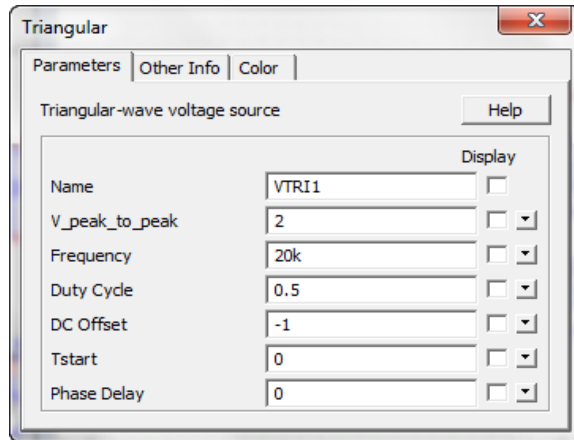 Triangular
Parameters Other Info Color
Triangular-wave voltage source Help
Display
Name VTRI1
V_peak_to_peak 2
Frequency 20k
Duty Cycle 0.5
DC Offset -1
Tstart 0
Phase Delay 0